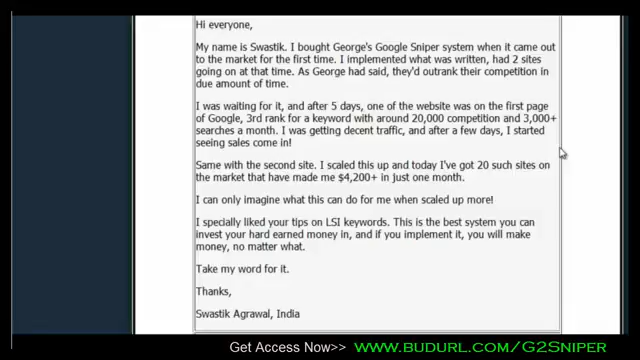 Hi everyone,
My name is Swastik. I bought George's Google Sniper system when it came out
to the market for the first time. I implemented what was written, had 2 sites
going on at that time. As George had said, they'd outrank their competition in
due amount of time.
I was waiting for it, and after 5 days, one of the website was on the first page
of Google, 3rd rank for a keyword with around 20,000 competition and 3,000+
searches a month. I was getting decent traffic, and after a few days, I started
seeing sales come in!
Same with the second site. I scaled this up and today I've got 20 such sites on
the market that have made me $4,200+ in just one month.
I can only imagine what this can do for me when scaled up more!
I specially liked your tips on LSI keywords. This is the best system you can
invest your hard earned money in, and if you implement it, you will make
money, no matter what.
Take my word for it.
Thanks,
Swastik Agrawal, India
Get Access Now>> www.budurl.com/G2Sniper